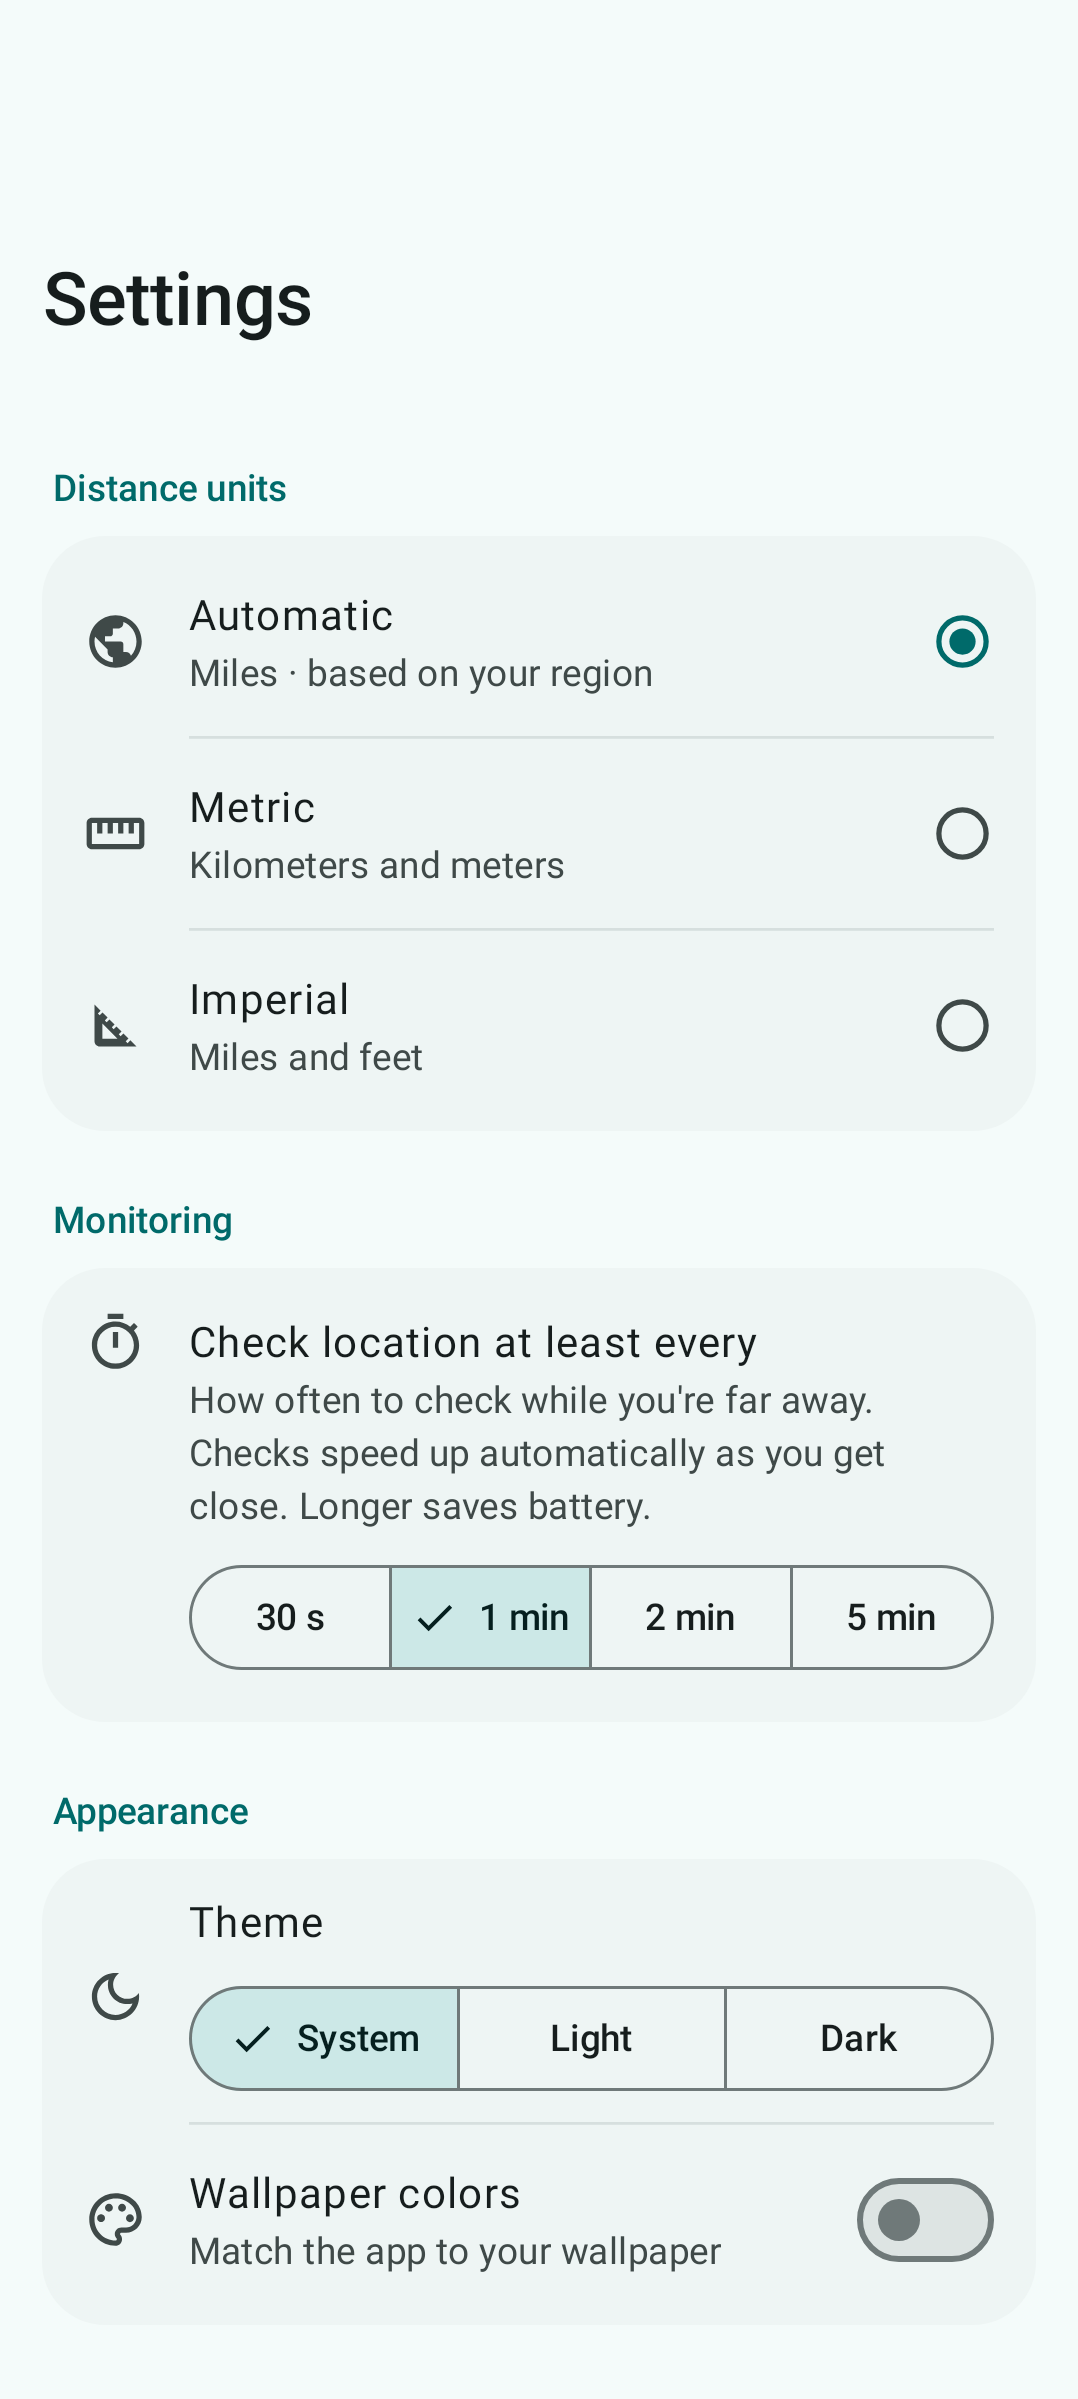 Settings
Distance units
Automatic
Miles · based on your region
Metric
Kilometers and meters
Imperial
Miles and feet
Monitoring
Check location at least every
How often to check while you're far away.
Checks speed up automatically as you get
close. Longer saves battery.
30 s 1 min 2 min 5 min
Appearance
Theme
System Light Dark
Wallpaper colors
Match the app to your wallpaper